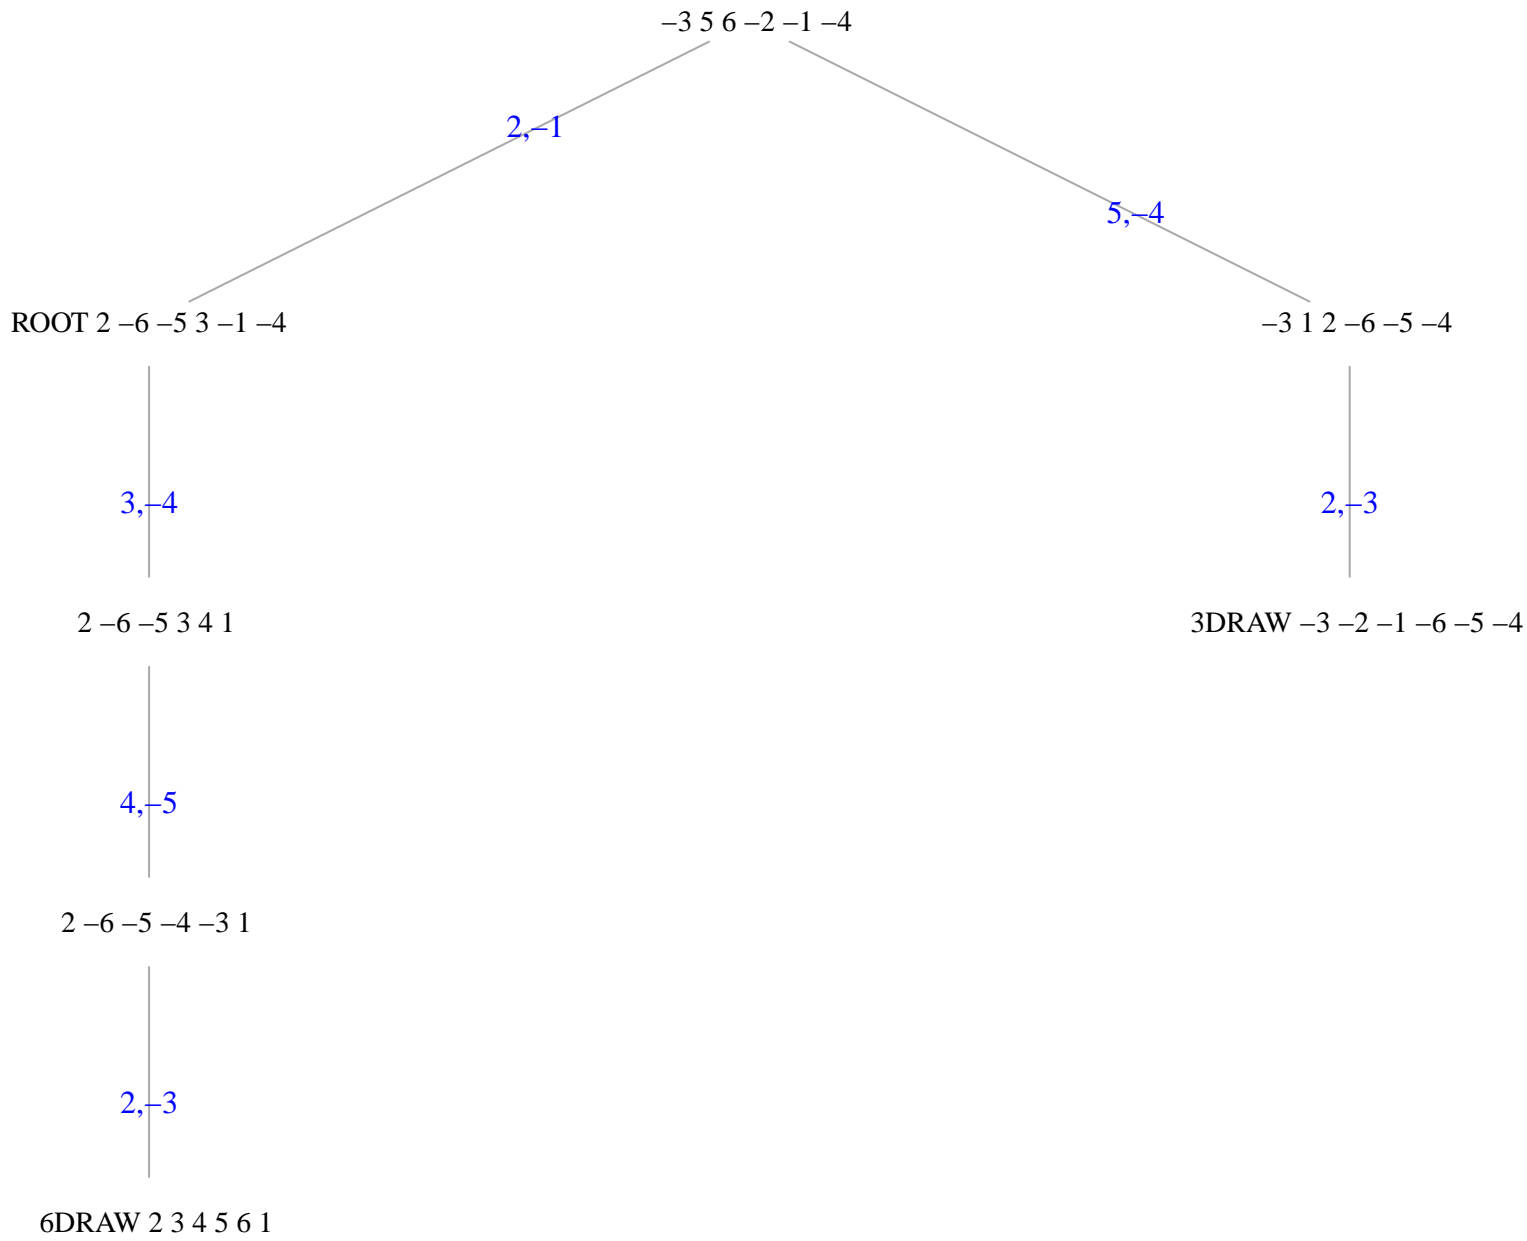 –3 5 6 –2 –1 –4
2,–1
5,–4
ROOT 2 –6 –5 3 –1 –4
–3 1 2 –6 –5 –4
3,–4
2,–3
2 –6 –5 3 4 1
3DRAW –3 –2 –1 –6 –5 –4
4,–5
2 –6 –5 –4 –3 1
2,–3
6DRAW 2 3 4 5 6 1